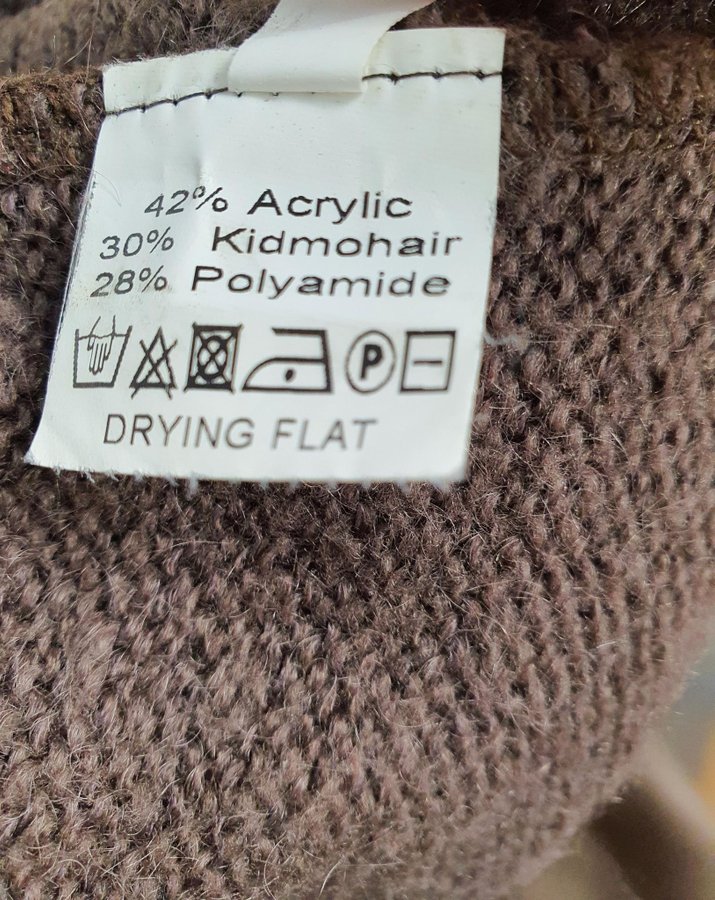 42% Acrylic
30% Kidmohair
28% Polyamide
P
DRYING FLAT